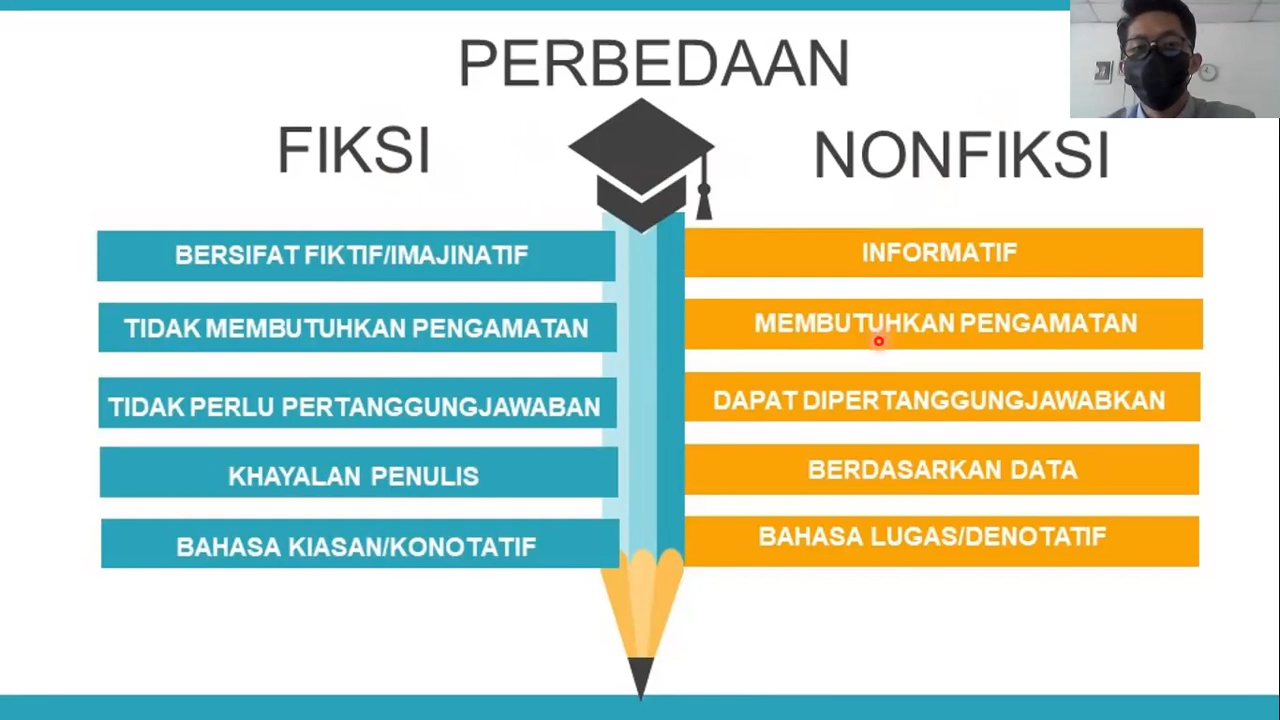 PERBEDAAN
FIKSI
NONFIKSI
BERSIFAT FIKTIF/IMAJINATIF
TIDAK MEMBUTUHKAN PENGAMATAN
TIDAK PERLU PERTANGGUNGJAWABAN
KHAYALAN PENULIS
BAHASA KIASAN/KONOTATIF
INFORMATIF
MEMBUTUHKAN PENGAMATAN
DAPAT DIPERTANGGUNGJAWABKAN
BERDASARKAN DATA
BAHASA LUGAS/DENOTATIF